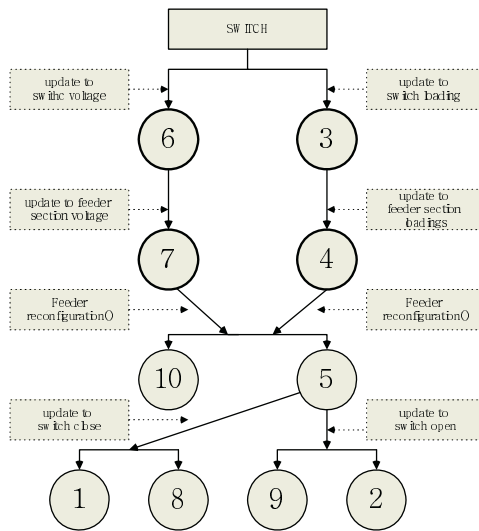 SWITCH
update to
swithc voltage
update to
switch loading
6
3
update to feeder
section voltage
update to
feeder section
loadings
7
4
Feeder
reconfiguration()
Feeder
reconfiguration()
10
5
update to
switch close
update to
switch open
1
8
9
2